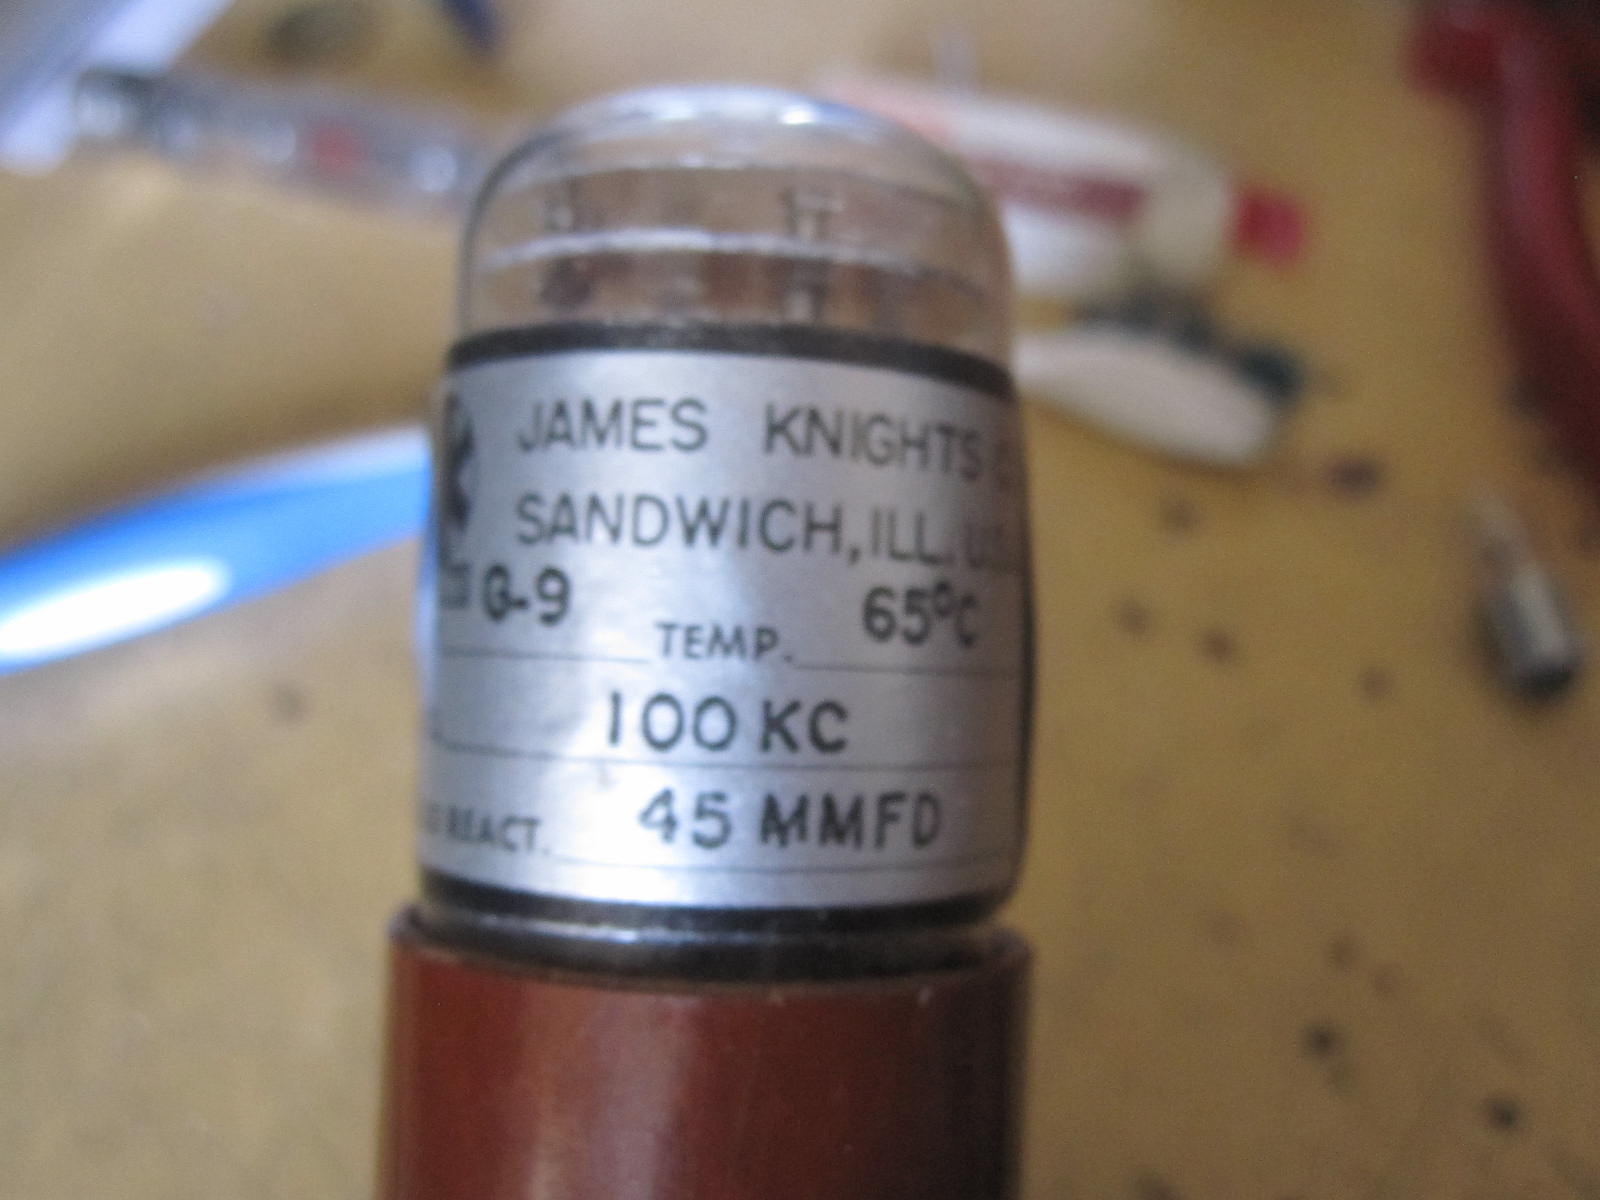 JAMES KNIGHTS
SANDWICH, ILL.
G-9
TEMP. 65°C
100 KC
REACT. 45 MMFD